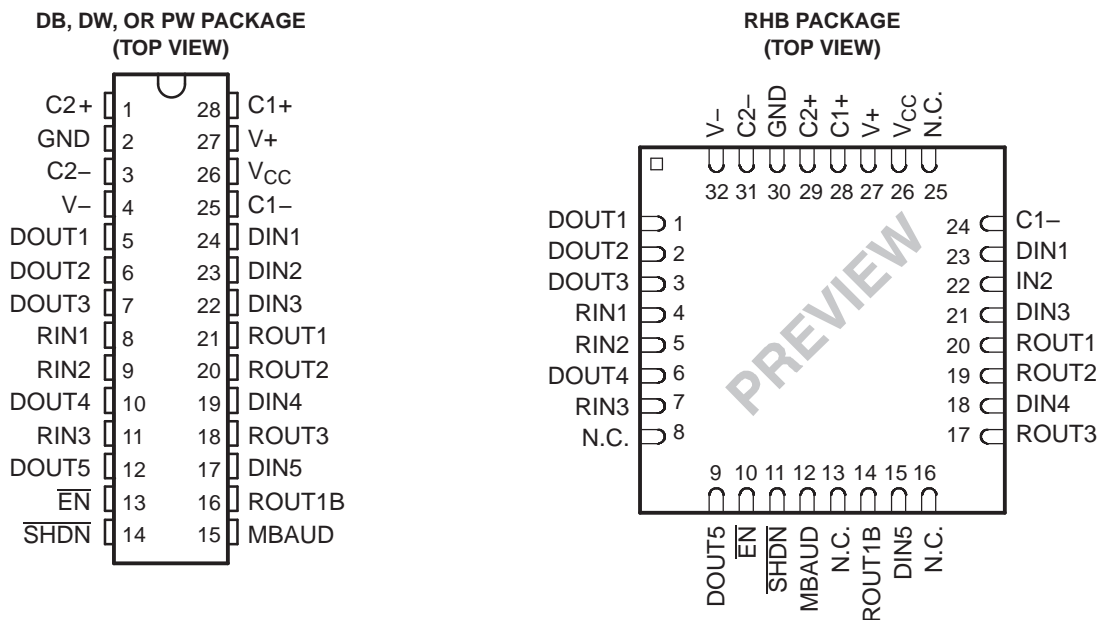 DB, DW, OR PW PACKAGE
(TOP VIEW)
C2+ 1 28 C1+
GND 2 27 V+
C2– 3 26 VCC
V– 4 25 C1–
DOUT1 5 24 DIN1
DOUT2 6 23 DIN2
DOUT3 7 22 DIN3
RIN1 8 21 ROUT1
RIN2 9 20 ROUT2
DOUT4 10 19 DIN4
RIN3 11 18 ROUT3
DOUT5 12 17 DIN5
EN 13 16 ROUT1B
SHDN 14 15 MBAUD
RHB PACKAGE
(TOP VIEW)
V– C2– GND C2+ C1+ V+ VCC N.C.
32 31 30 29 28 27 26 25
DOUT1 1 24 C1–
DOUT2 2 23 DIN1
DOUT3 3 22 IN2
RIN1 4 21 DIN3
RIN2 5 20 ROUT1
DOUT4 6 19 ROUT2
RIN3 7 18 DIN4
N.C. 8 17 ROUT3
PREVIEW
9 10 11 12 13 14 15 16
DOUT5 EN SHDN MBAUD N.C. ROUT1B DIN5 N.C.